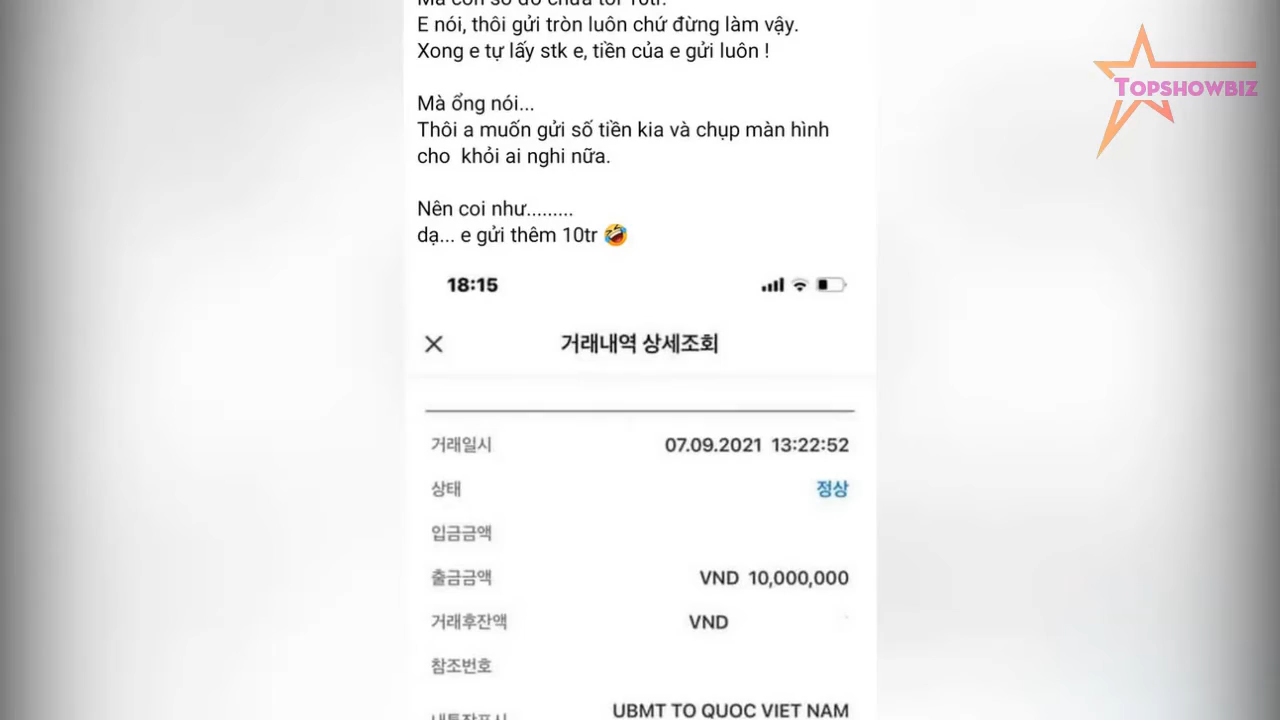 E nói, thôi gửi tròn luôn chứ đừng làm vậy.
Xong e tự lấy stk e, tiền của e gửi luôn !
Mà ổng nói...
Thôi a muốn gửi số tiền kia và chụp màn hình
cho khỏi ai nghi nữa.
Nên coi như.........
dạ... e gửi thêm 10tr 🤣
TOPSHOWBIZ
18:15
거래내역 상세조회
거래일시 07.09.2021 13:22:52
상태 정상
입금금액
출금금액 VND 10,000,000
거래후잔액 VND
참조번호
UBMT TO QUOC VIET NAM